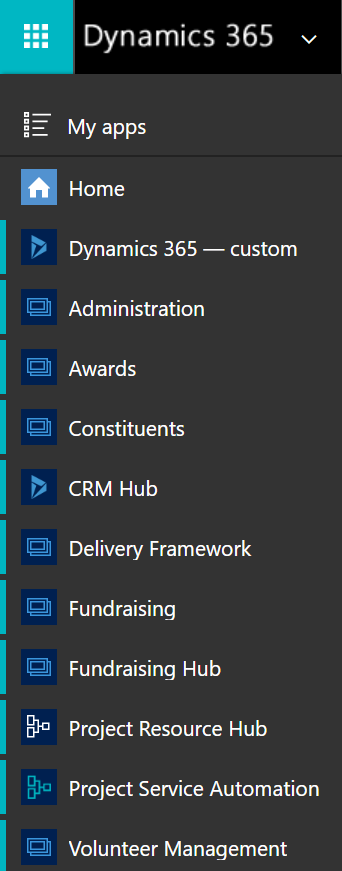 Dynamics 365
My apps
Home
Dynamics 365 — custom
Administration
Awards
Constituents
CRM Hub
Delivery Framework
Fundraising
Fundraising Hub
Project Resource Hub
Project Service Automation
Volunteer Management